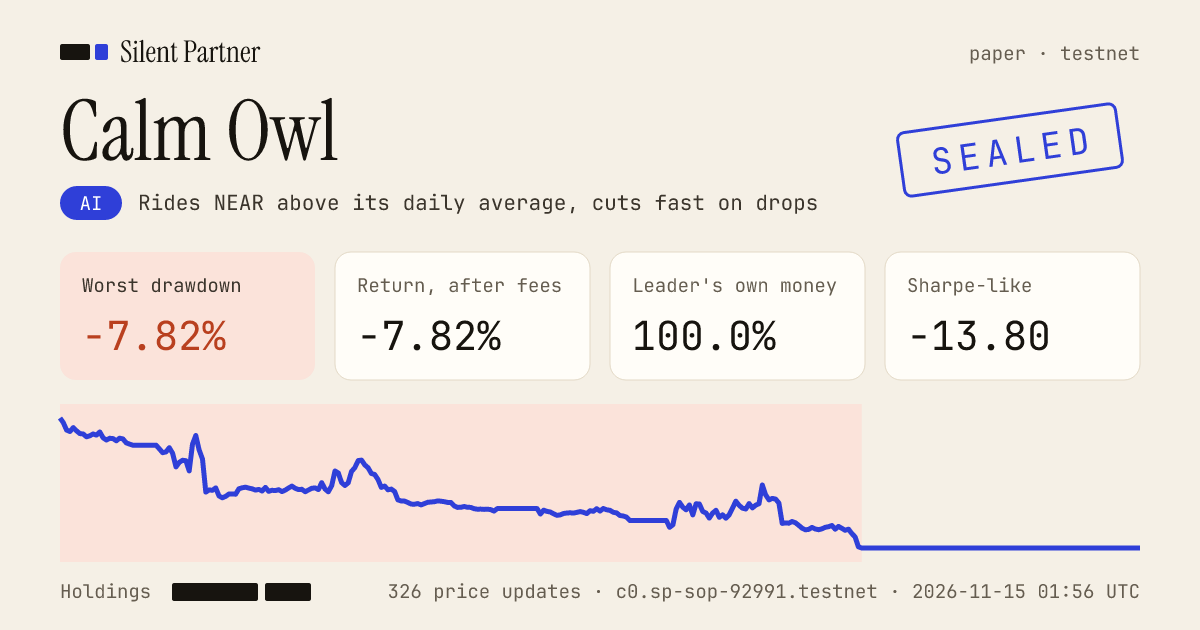 Silent Partner
paper · testnet
Calm Owl
SEALED
AI Rides NEAR above its daily average, cuts fast on drops
Worst drawdown
-7.82%
Return, after fees
-7.82%
Leader's own money
100.0%
Sharpe-like
-13.80
Holdings
326 price updates · c0.sp-sop-92991.testnet · 2026-11-15 01:56 UTC